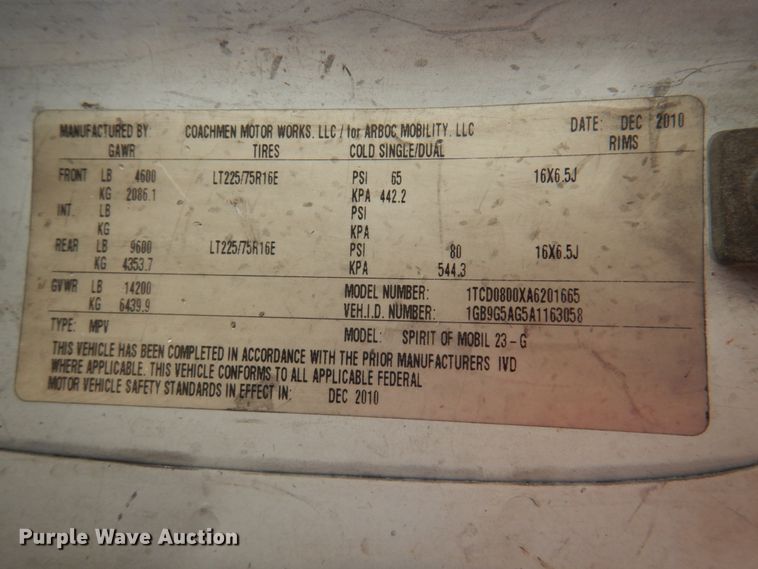 MANUFACTURED BY: COACHMEN MOTOR WORKS, LLC / for ARBOC MOBILITY, LLC DATE: DEC 2010
GAWR TIRES COLD SINGLE/DUAL RIMS
FRONT LB 4600 LT225/75R16E PSI 65 16X6.5J
KG 2086.1 KPA 442.2
INT. LB PSI
KG KPA
REAR LB 9600 LT225/75R16E PSI 80 16X6.5J
KG 4353.7 KPA 544.3
GVWR LB 14200 MODEL NUMBER: 1TCD0800XA6201665
KG 6439.9 VEH.I.D. NUMBER: 1GB9G5AG5A1163058
TYPE: MPV MODEL: SPIRIT OF MOBIL 23-G
THIS VEHICLE HAS BEEN COMPLETED IN ACCORDANCE WITH THE PRIOR MANUFACTURERS IVD
WHERE APPLICABLE. THIS VEHICLE CONFORMS TO ALL APPLICABLE FEDERAL
MOTOR VEHICLE SAFETY STANDARDS IN EFFECT IN: DEC 2010
Purple Wave Auction